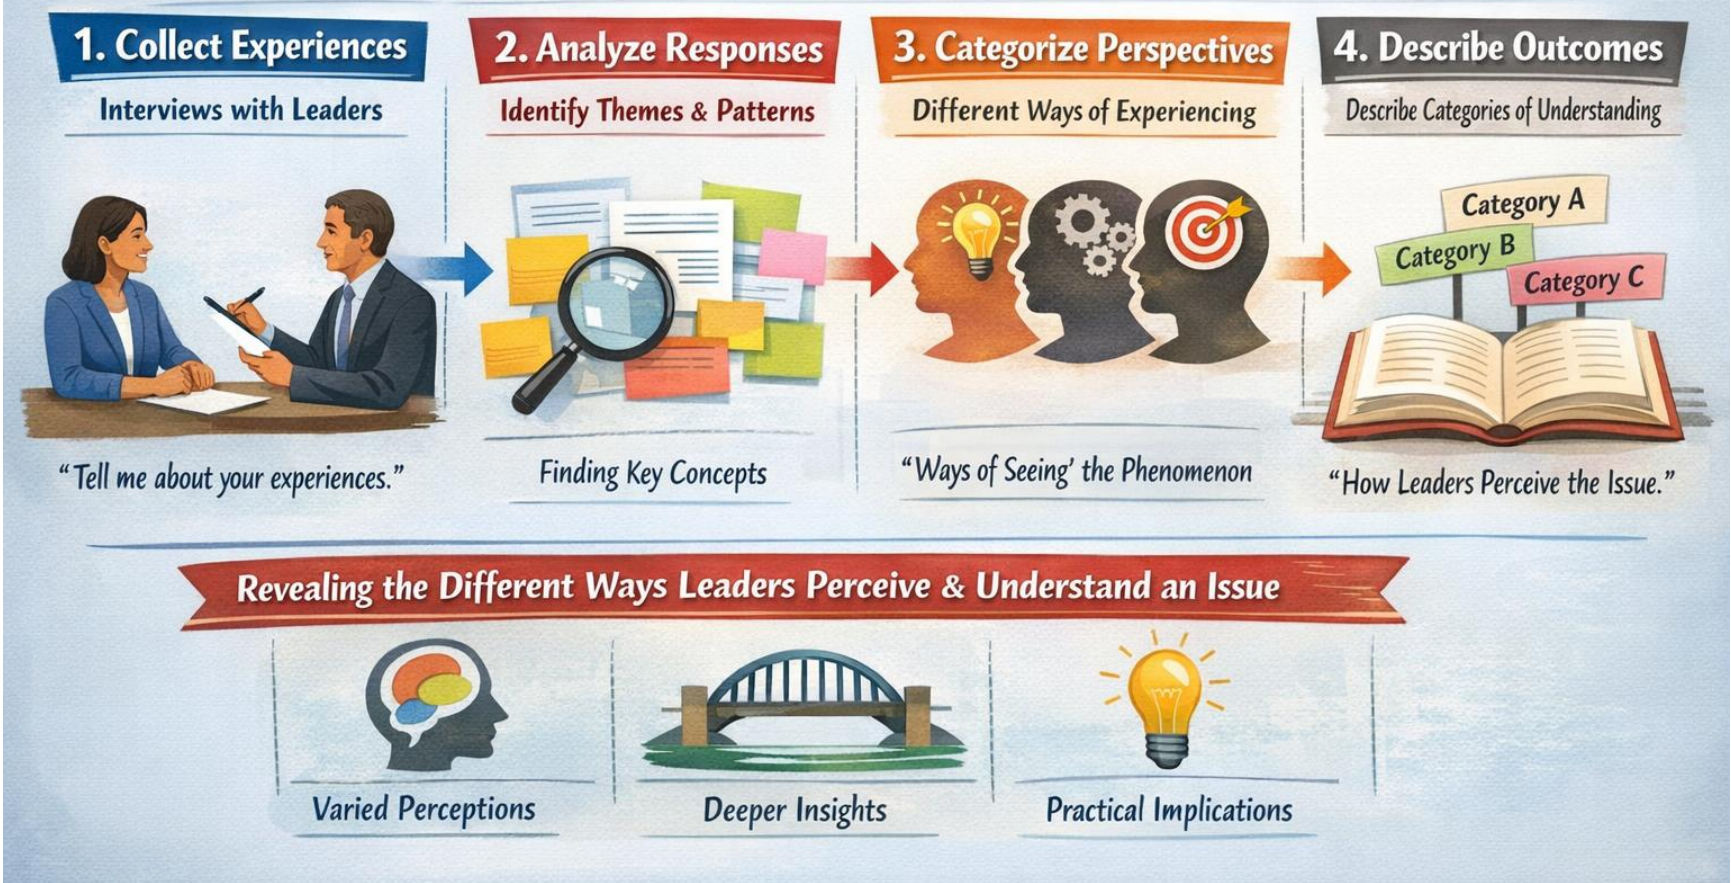 1. Collect Experiences
Interviews with Leaders
“Tell me about your experiences.”
2. Analyze Responses
Identify Themes & Patterns
Finding Key Concepts
3. Categorize Perspectives
Different Ways of Experiencing
“Ways of Seeing’ the Phenomenon
4. Describe Outcomes
Describe Categories of Understanding
Category A
Category B
Category C
“How Leaders Perceive the Issue.”
Revealing the Different Ways Leaders Perceive & Understand an Issue
Varied Perceptions
Deeper Insights
Practical Implications